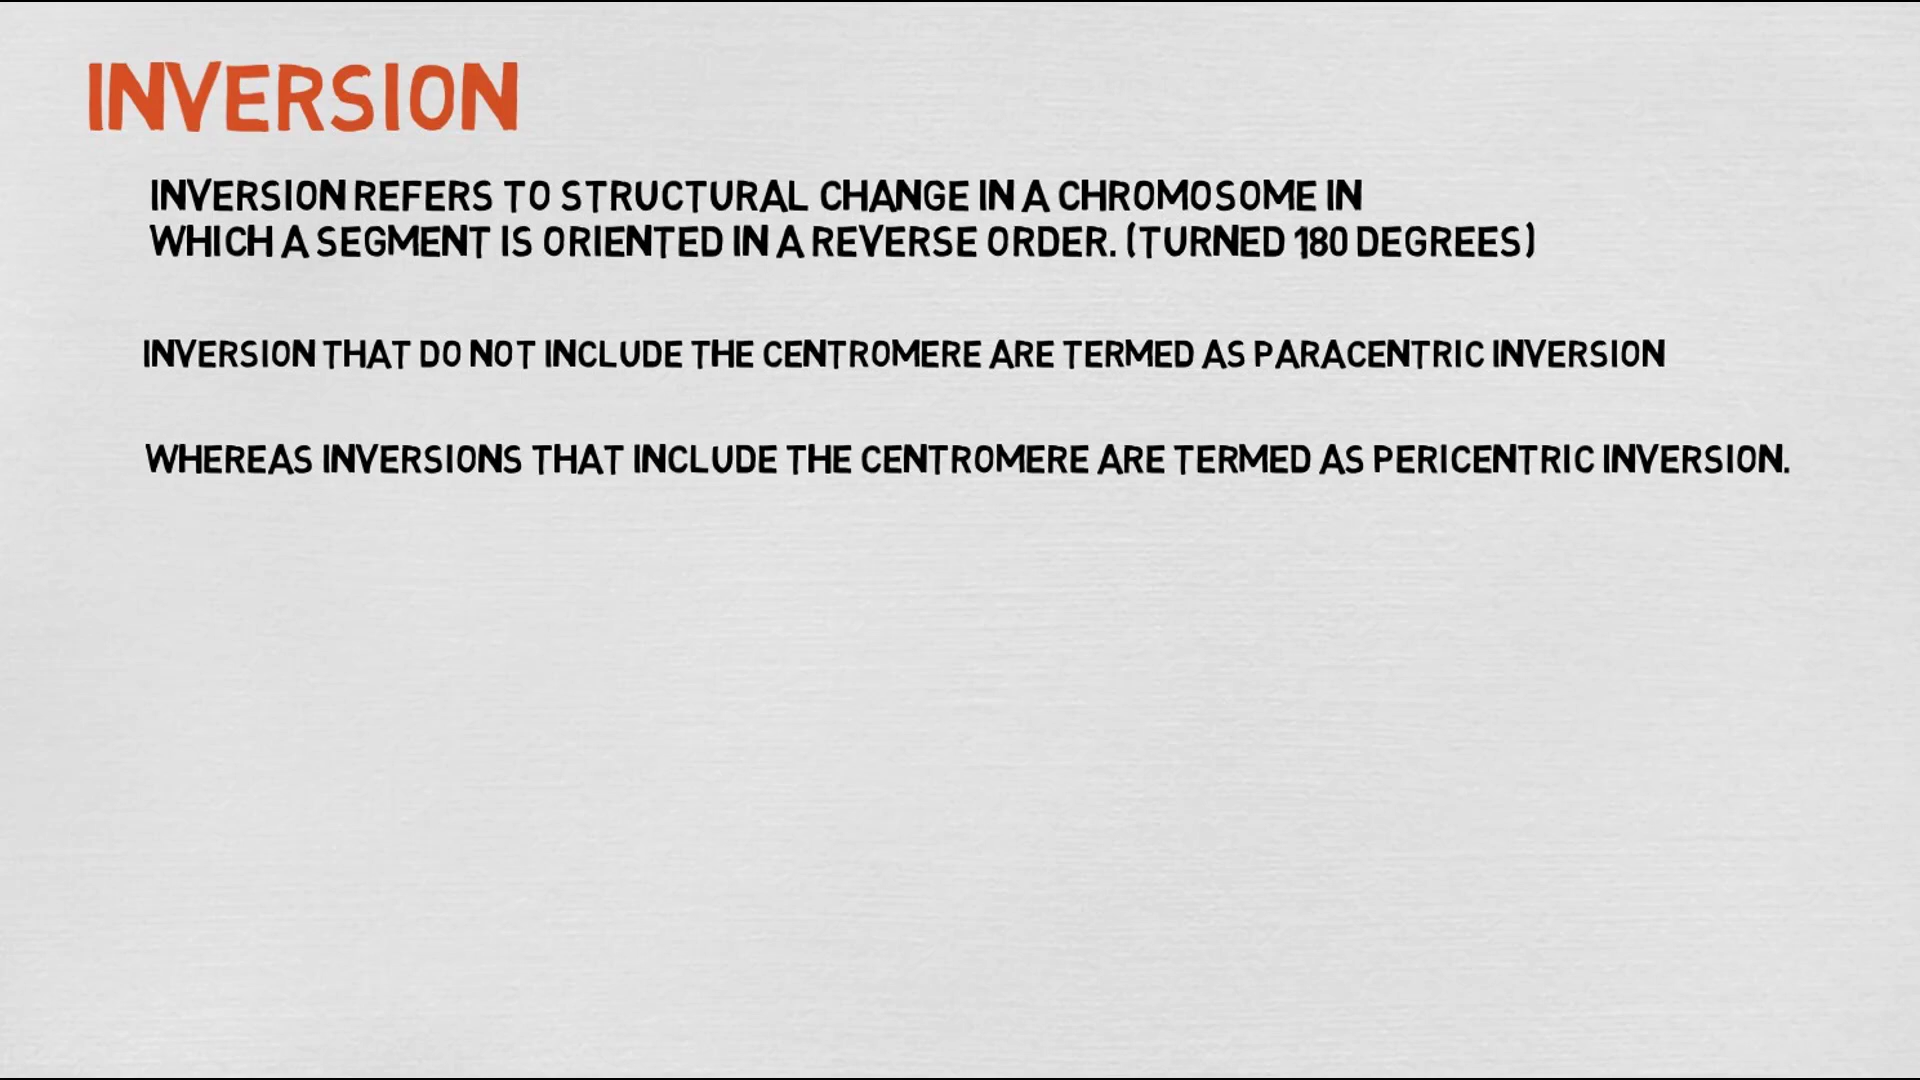 INVERSION
INVERSION REFERS TO STRUCTURAL CHANGE IN A CHROMOSOME IN
WHICH A SEGMENT IS ORIENTED IN A REVERSE ORDER. (TURNED 180 DEGREES)
INVERSION THAT DO NOT INCLUDE THE CENTROMERE ARE TERMED AS PARACENTRIC INVERSION
WHEREAS INVERSIONS THAT INCLUDE THE CENTROMERE ARE TERMED AS PERICENTRIC INVERSION.